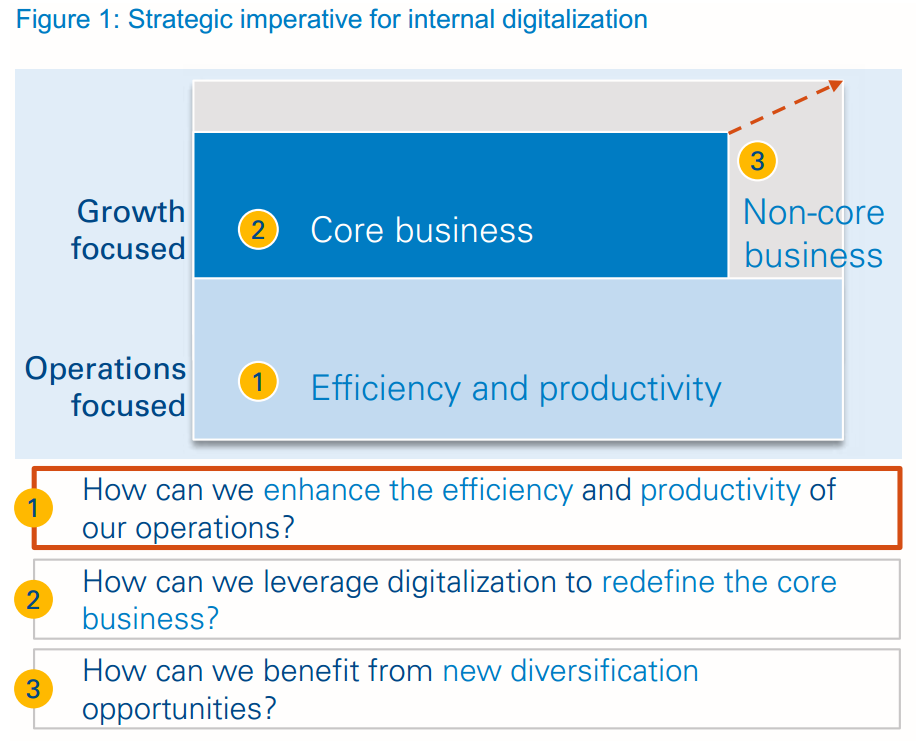 Figure 1: Strategic imperative for internal digitalization
3
Growth
focused
2 Core business
Non-core
business
Operations
focused
1 Efficiency and productivity
1 How can we enhance the efficiency and productivity of
our operations?
2 How can we leverage digitalization to redefine the core
business?
3 How can we benefit from new diversification
opportunities?